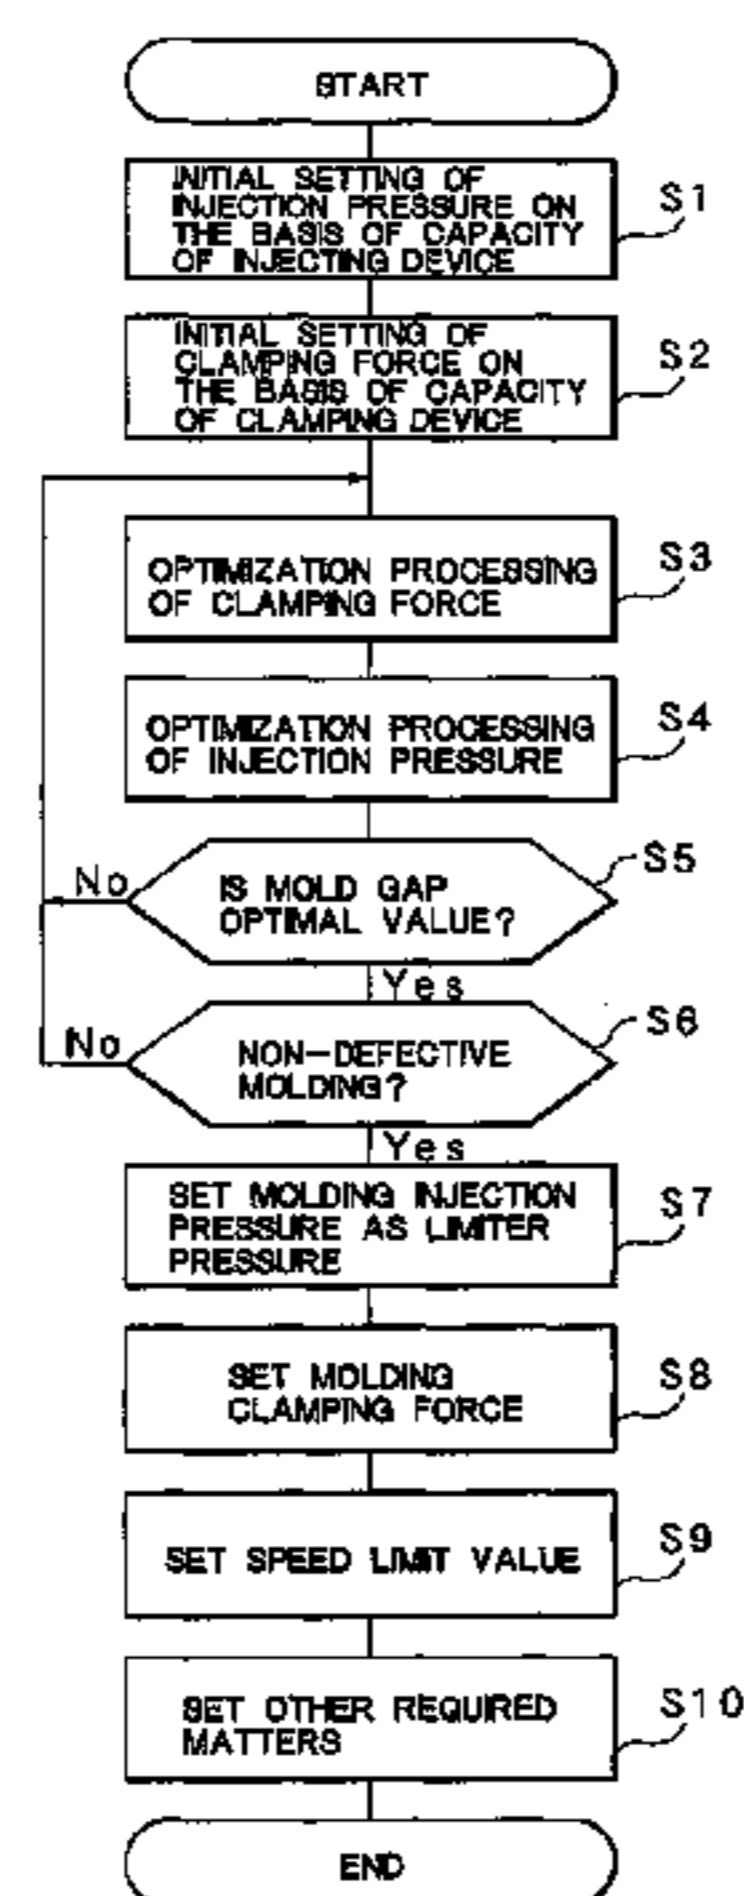 START
INITIAL SETTING OF
INJECTION PRESSURE ON
THE BASIS OF CAPACITY
OF INJECTING DEVICE
S1
INITIAL SETTING OF
CLAMPING FORCE ON
THE BASIS OF CAPACITY
OF CLAMPING DEVICE
S2
OPTIMIZATION PROCESSING
OF CLAMPING FORCE
S3
OPTIMIZATION PROCESSING
OF INJECTION PRESSURE
S4
IS MOLD GAP
OPTIMAL VALUE?
S5
No
Yes
NON-DEFECTIVE
MOLDING?
S6
No
Yes
SET MOLDING INJECTION
PRESSURE AS LIMITER
PRESSURE
S7
SET MOLDING
CLAMPING FORCE
S8
SET SPEED LIMIT VALUE
S9
SET OTHER REQUIRED
MATTERS
S10
END